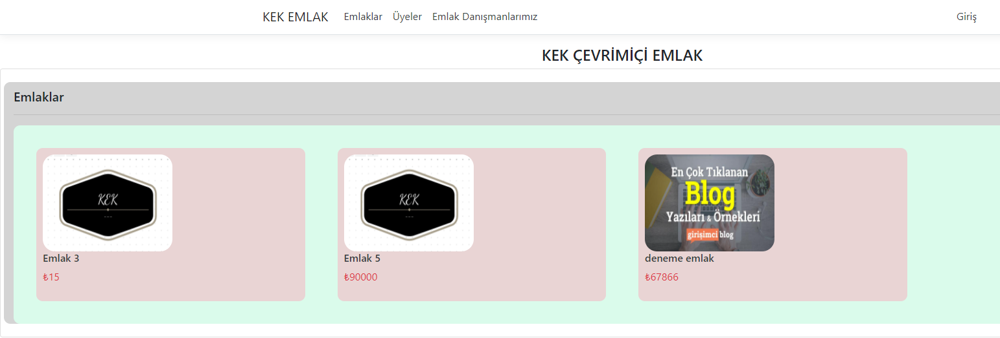 KEK EMLAK Emlaklar Üyeler Emlak Danışmanlarımız Giriş
KEK ÇEVRİMİÇİ EMLAK
Emlaklar
KEK
Emlak 3
₺15
KEK
Emlak 5
₺90000
En Çok Tıklanan
Blog
Yazıları & Örnekleri
girişimci blog
deneme emlak
₺67866